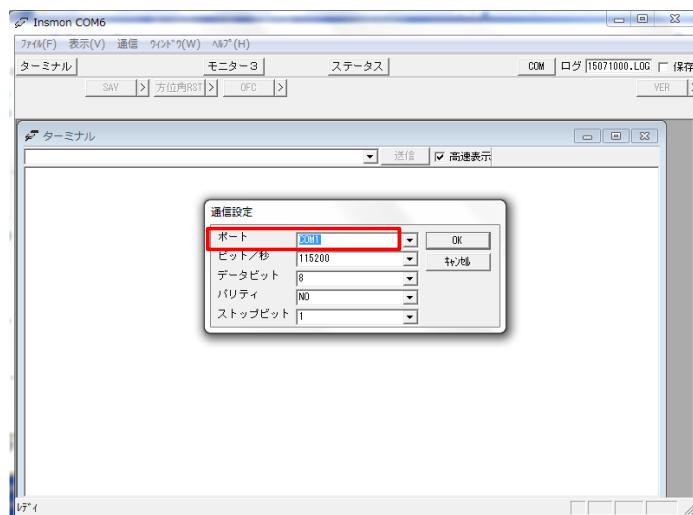 Insmon COM6
ﾌｧｲﾙ(F) 表示(V) 通信 ｳｨﾝﾄﾞｳ(W) ﾍﾙﾌﾟ(H)
ターミナル モニター3 ステータス COM ログ 15071000.LOG 保存
SAV > 方位角RST > OFC > VER
ターミナル
送信 高速表示
通信設定
ポート COM1 OK
ビット/秒 115200 ｷｬﾝｾﾙ
データビット 8
パリティ NO
ストップビット 1
ﾚﾃﾞｨ